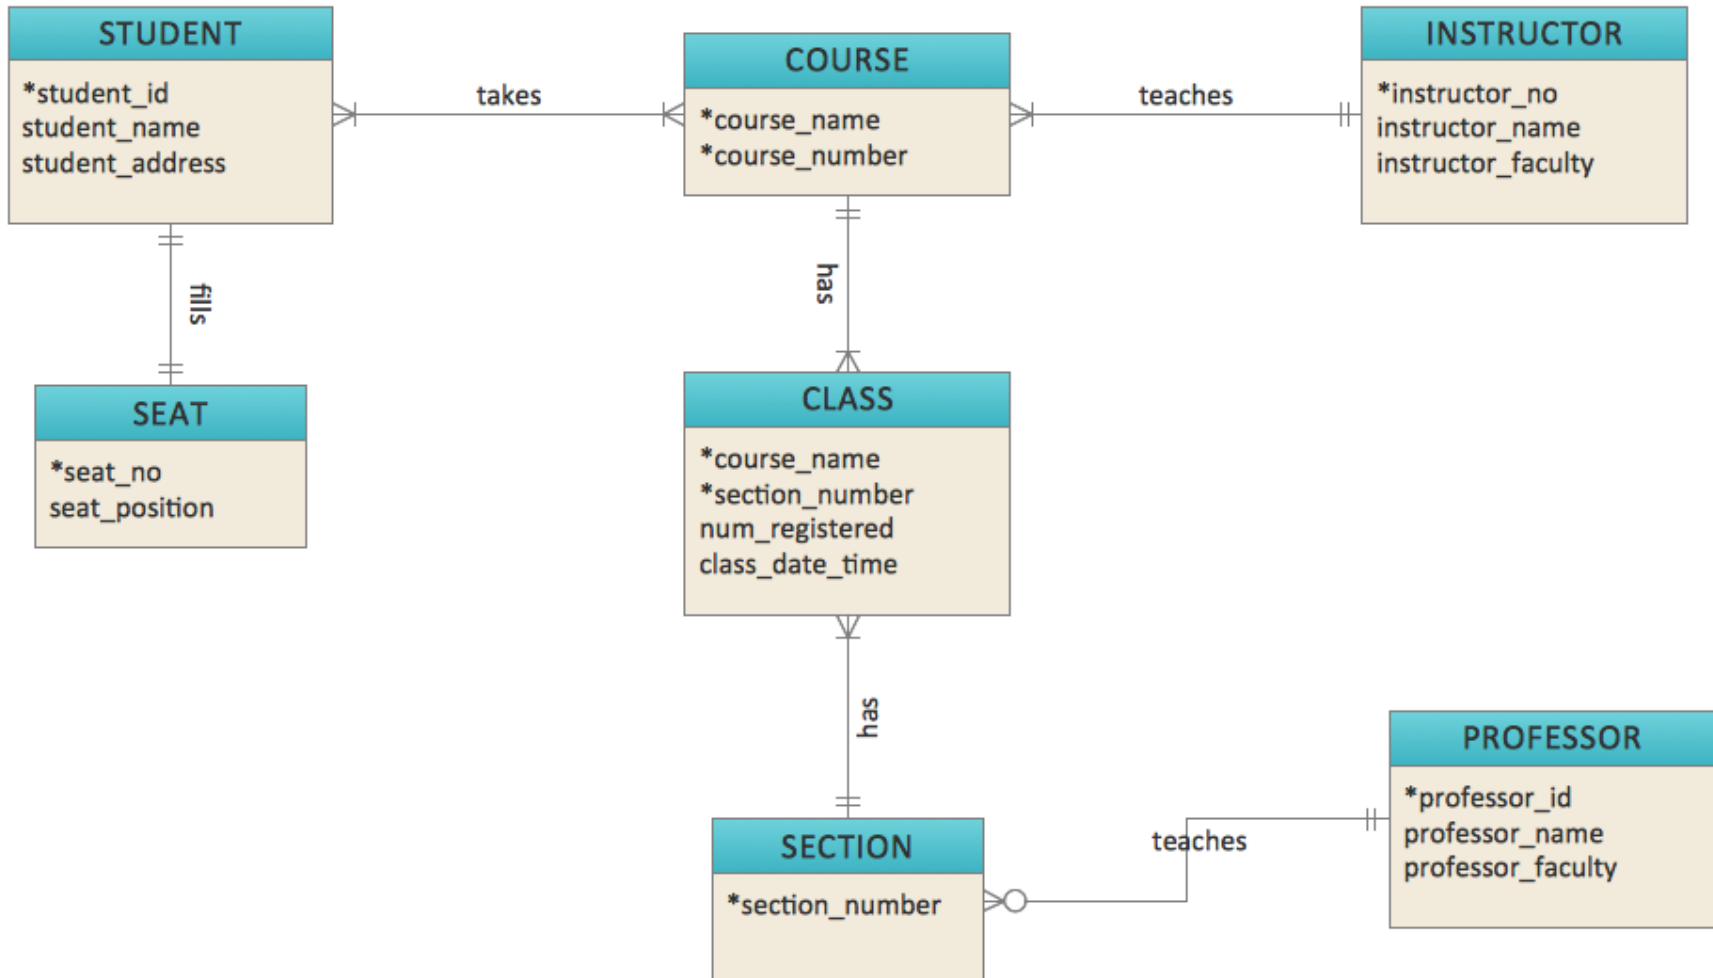 STUDENT
*student_id
student_name
student_address
takes
COURSE
*course_name
*course_number
teaches
INSTRUCTOR
*instructor_no
instructor_name
instructor_faculty
fills
has
SEAT
*seat_no
seat_position
CLASS
*course_name
*section_number
num_registered
class_date_time
has
SECTION
*section_number
teaches
PROFESSOR
*professor_id
professor_name
professor_faculty